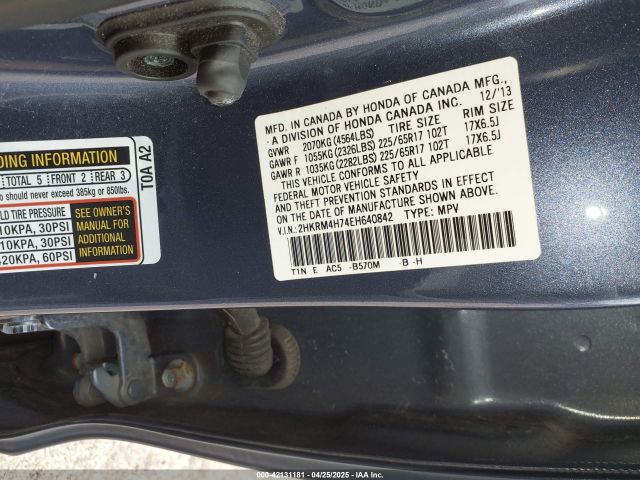 MFD. IN CANADA BY HONDA OF CANADA MFG.,
- A DIVISION OF HONDA CANADA INC. 12/'13
GVWR 2070KG (4564LBS) TIRE SIZE RIM SIZE
GAWR F 1055KG (2326LBS) 225/65R17 102T 17X6.5J
GAWR R 1035KG (2282LBS) 225/65R17 102T 17X6.5J
THIS VEHICLE CONFORMS TO ALL APPLICABLE
FEDERAL MOTOR VEHICLE SAFETY
STANDARDS AND THEFT PREVENTION STANDARDS IN EFFECT
ON THE DATE OF MANUFACTURE SHOWN ABOVE.
V.I.N.: 2HKRM4H74EH640842 TYPE: MPV
T1N E AC5 -B570M -B -H
DING INFORMATION
TOTAL 5 FRONT 2 REAR 3
o should never exceed 385kg or 850lbs.
LD TIRE PRESSURE
10KPA, 30PSI
10KPA, 30PSI
420KPA, 60PSI
SEE OWNER'S
MANUAL FOR
ADDITIONAL
INFORMATION
T0A A2
000-42131181 - 04/25/2025 - IAA Inc.